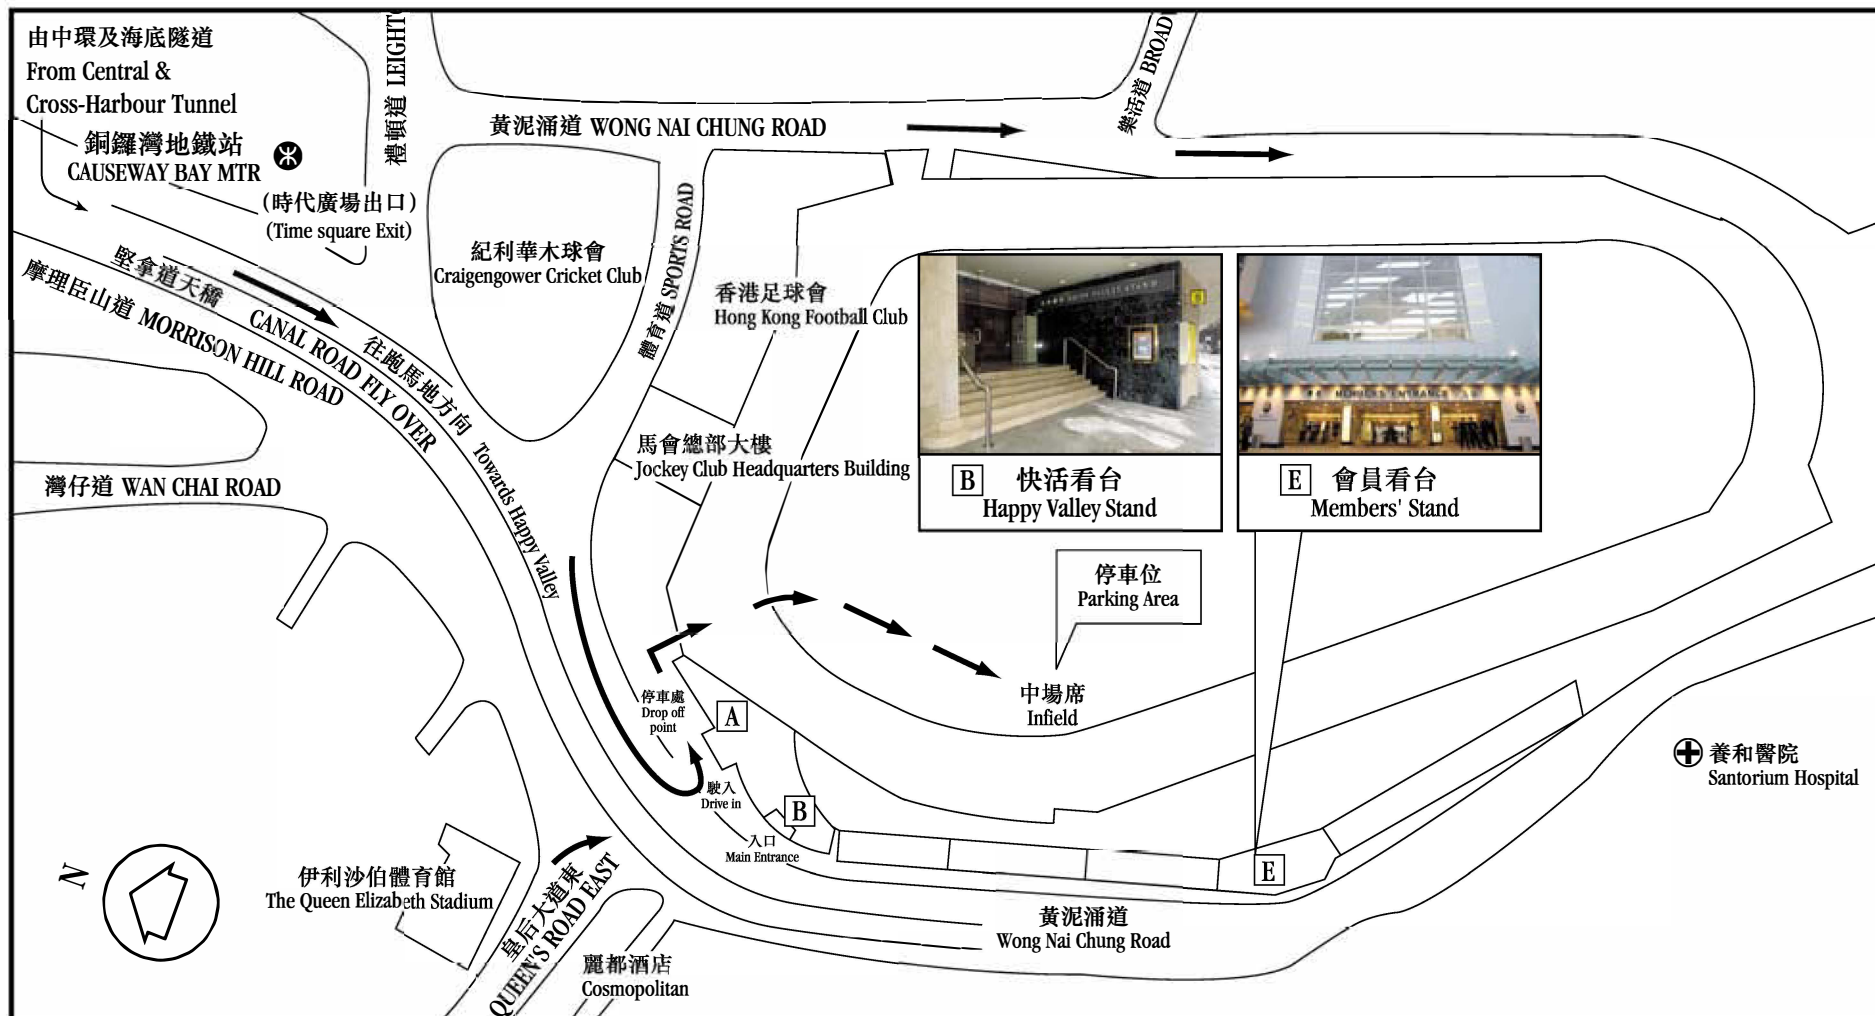 由中環及海底隧道
From Central &
Cross-Harbour Tunnel
銅鑼灣地鐵站
CAUSEWAY BAY MTR
(時代廣場出口)
(Time square Exit)
禮頓道 LEIGHTO
黃泥涌道 WONG NAI CHUNG ROAD
樂活道 BROAD
堅拿道天橋
CANAL ROAD FLY OVER
摩理臣山道 MORRISON HILL ROAD
往跑馬地方向
Towards Happy Valley
紀利華木球會
Craigengower Cricket Club
體育道 SPORTS ROAD
香港足球會
Hong Kong Football Club
馬會總部大樓
Jockey Club Headquarters Building
灣仔道 WAN CHAI ROAD
MEMBERS' ENTRANCE
B 快活看台
Happy Valley Stand
E 會員看台
Members' Stand
停車位
Parking Area
中場席
Infield
停車處
Drop off
point
A
駛入
Drive in
B
入口
Main Entrance
E
養和醫院
Santorium Hospital
N
伊利沙伯體育館
The Queen Elizabeth Stadium
皇后大道東
QUEEN'S ROAD EAST
黃泥涌道
Wong Nai Chung Road
麗都酒店
Cosmopolitan